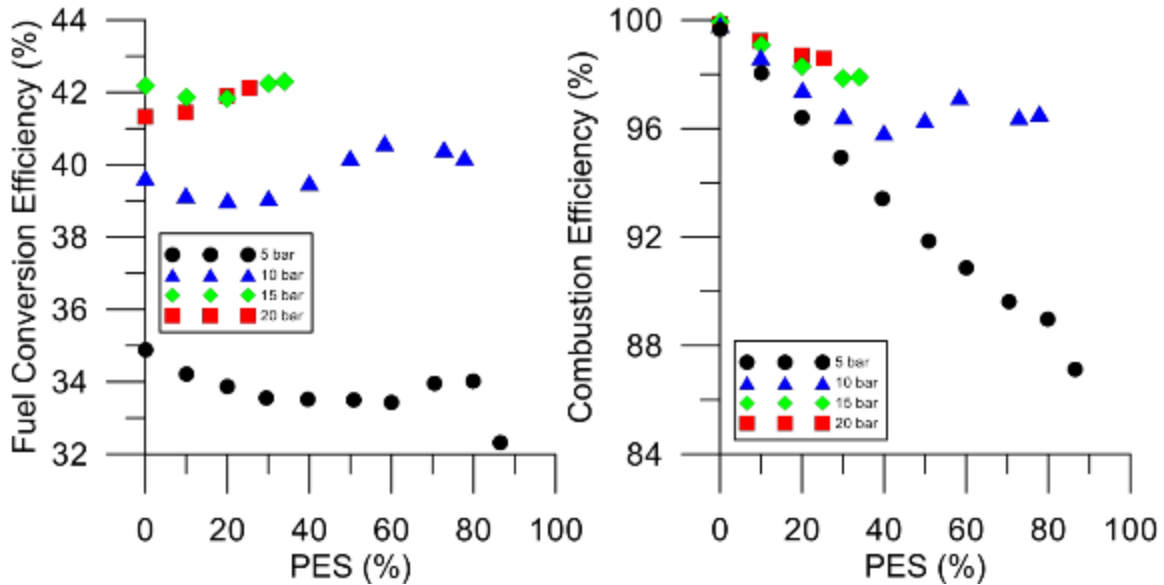 Fuel Conversion Efficiency (%)
44
42
40
38
36
34
32
5 bar
10 bar
15 bar
20 bar
0 20 40 60 80 100
PES (%)
Combustion Efficiency (%)
100
96
92
88
84
5 bar
10 bar
15 bar
20 bar
0 20 40 60 80 100
PES (%)